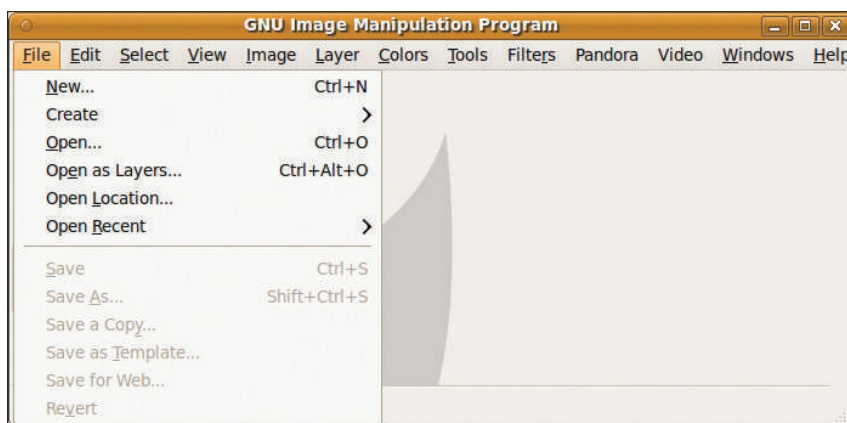 GNU Image Manipulation Program
File Edit Select View Image Layer Colors Tools Filters Pandora Video Windows Help
New... Ctrl+N
Create
Open... Ctrl+O
Open as Layers... Ctrl+Alt+O
Open Location...
Open Recent
Save Ctrl+S
Save As... Shift+Ctrl+S
Save a Copy...
Save as Template...
Save for Web...
Revert